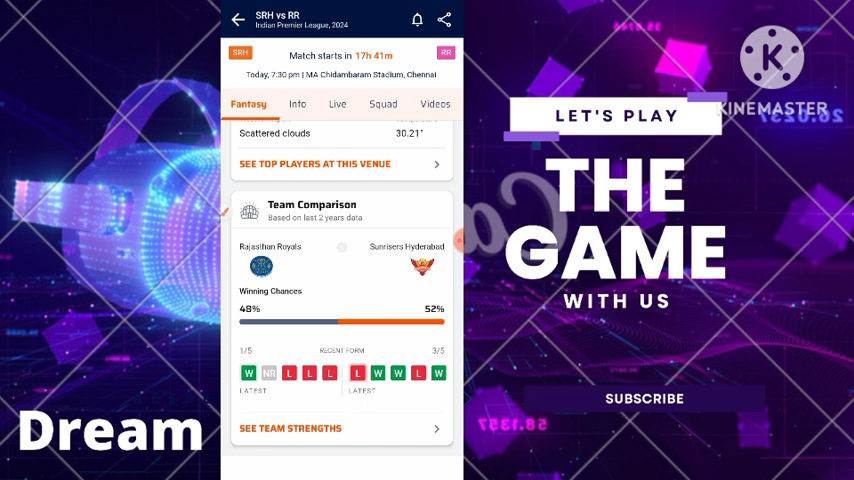 SRH vs RR
Indian Premier League, 2024
SRH
Match starts in 17h 41m
RR
Today, 7:30 pm | MA Chidambaram Stadium, Chennai
Fantasy Info Live Squad Videos
Scattered clouds 30.21°
SEE TOP PLAYERS AT THIS VENUE
Team Comparison
Based on last 2 years data
Rajasthan Royals Sunrisers Hyderabad
Winning Chances
48% 52%
1/5 RECENT FORM 3/5
W NR L L L L W W L W
LATEST LATEST
SEE TEAM STRENGTHS
Dream
K
KINEMASTER
LET'S PLAY
THE
GAME
WITH US
SUBSCRIBE
58.1357